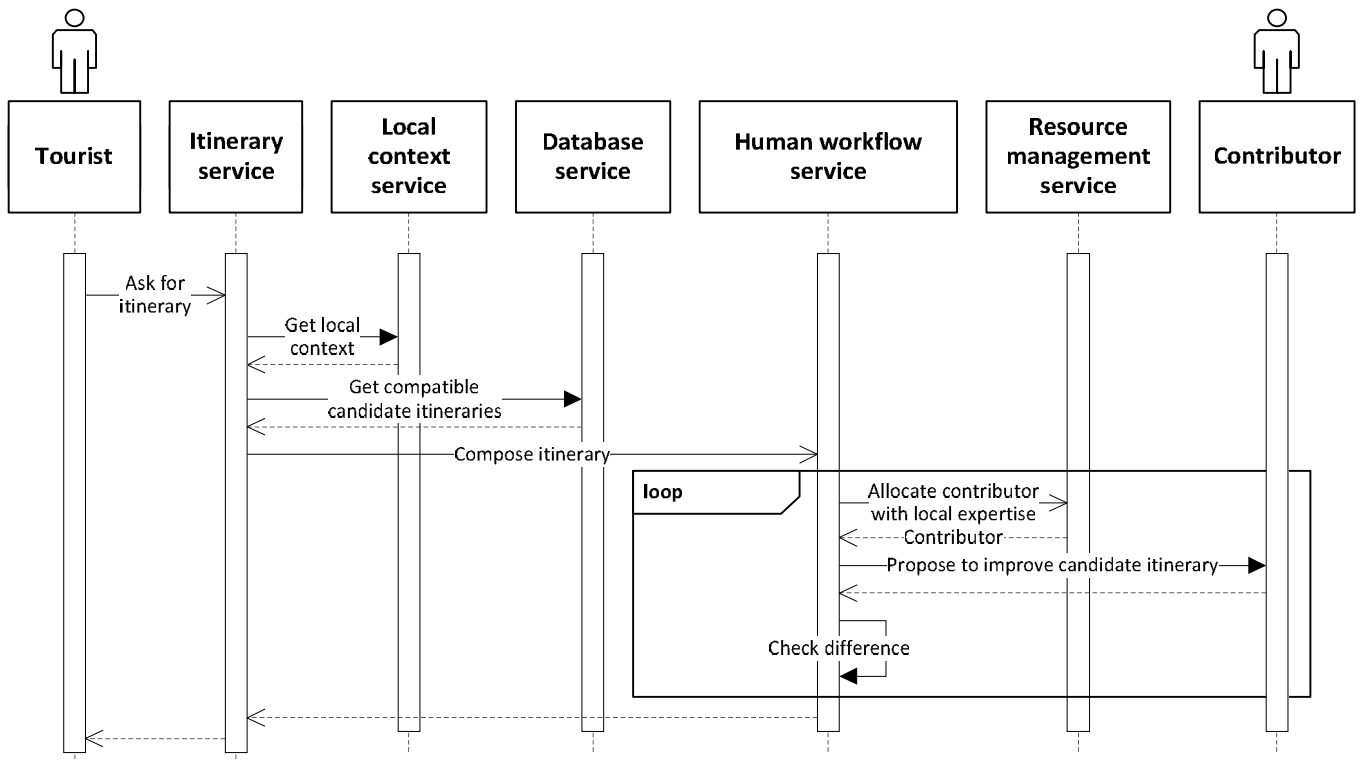 Tourist
Itinerary
service
Local
context
service
Database
service
Human workflow
service
Resource
management
service
Contributor
Ask for
itinerary
Get local
context
Get compatible
candidate itineraries
Compose itinerary
loop
Allocate contributor
with local expertise
Contributor
Propose to improve candidate itinerary
Check difference